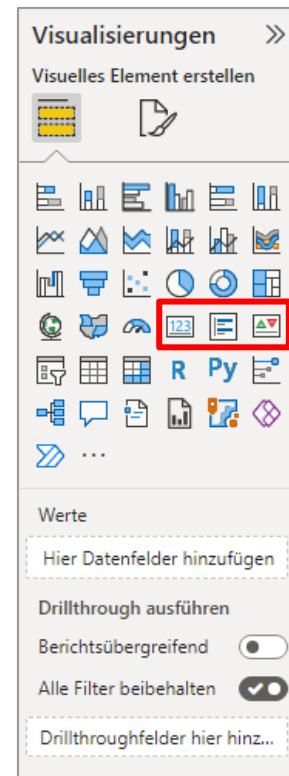 Visualisierungen
Visuelles Element erstellen
123
R Py
...
Werte
Hier Datenfelder hinzufügen
Drillthrough ausführen
Berichtsübergreifend
Alle Filter beibehalten
Drillthroughfelder hier hinz...